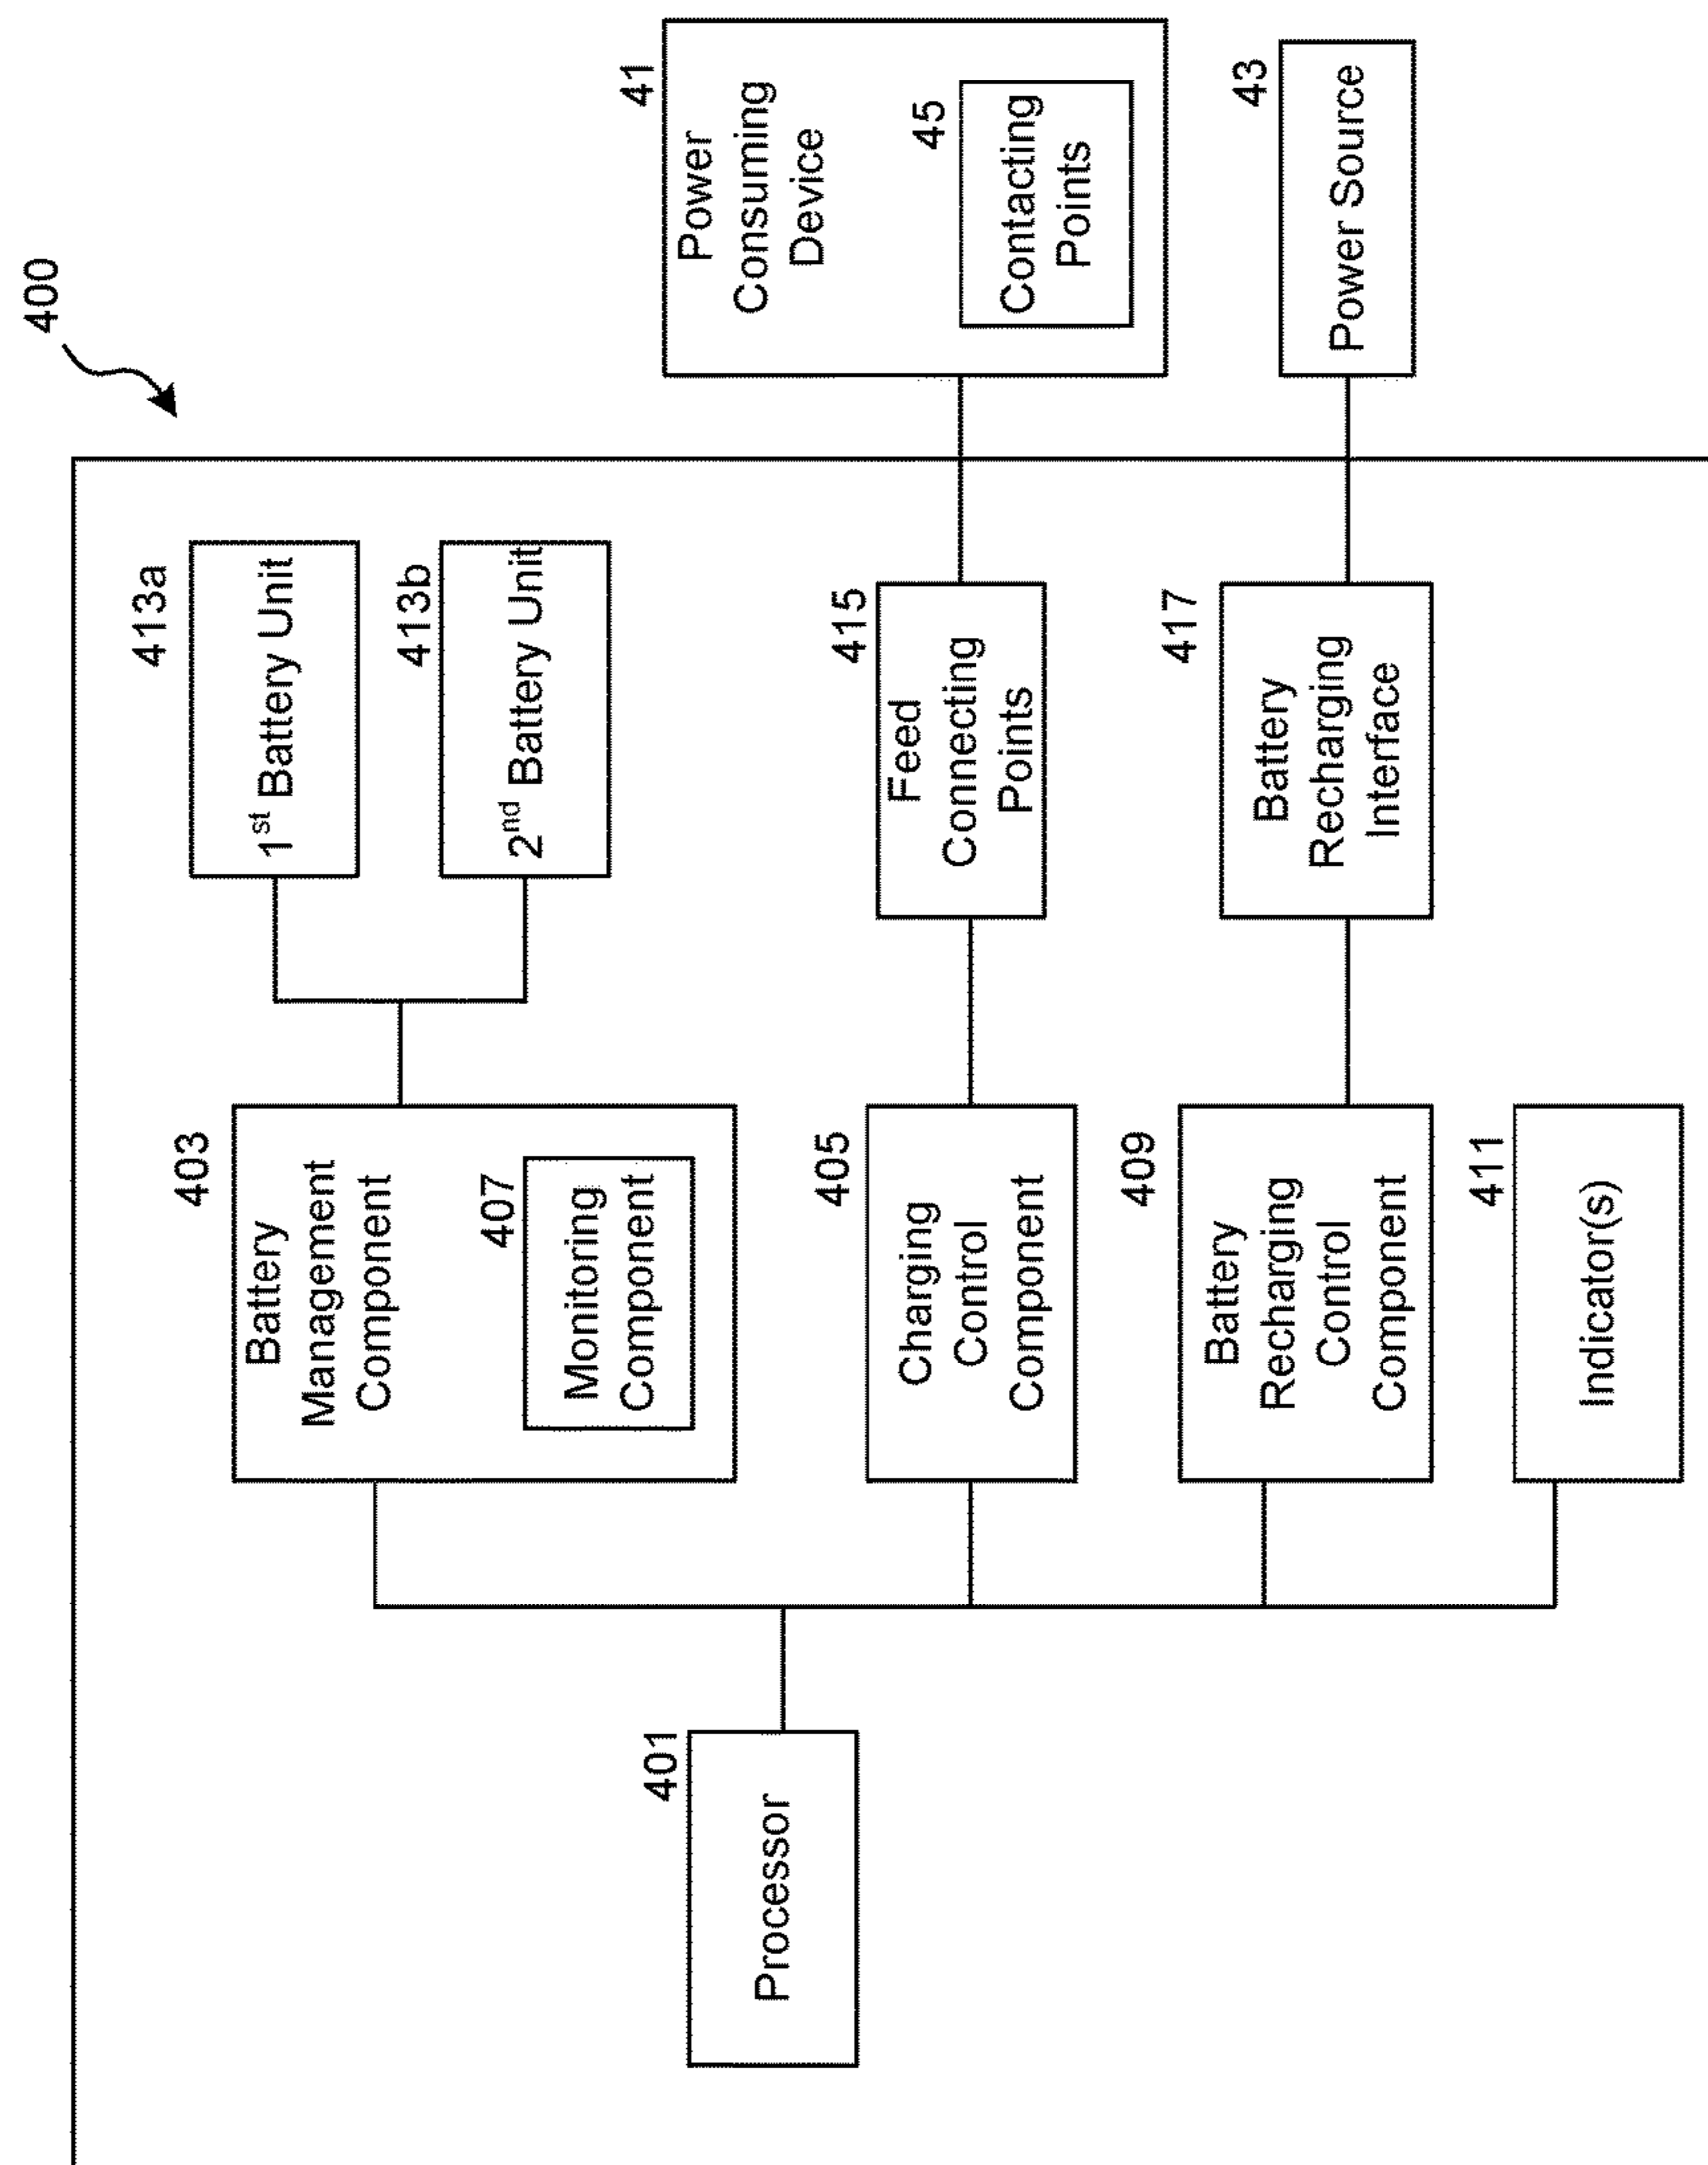 400
401
Processor
403
Battery
Management
Component
407
Monitoring
Component
405
Charging
Control
Component
409
Battery
Recharging
Control
Component
411
Indicator(s)
413a
1st Battery Unit
413b
2nd Battery Unit
415
Feed
Connecting
Points
417
Battery
Recharging
Interface
41
Power
Consuming
Device
45
Contacting
Points
43
Power Source